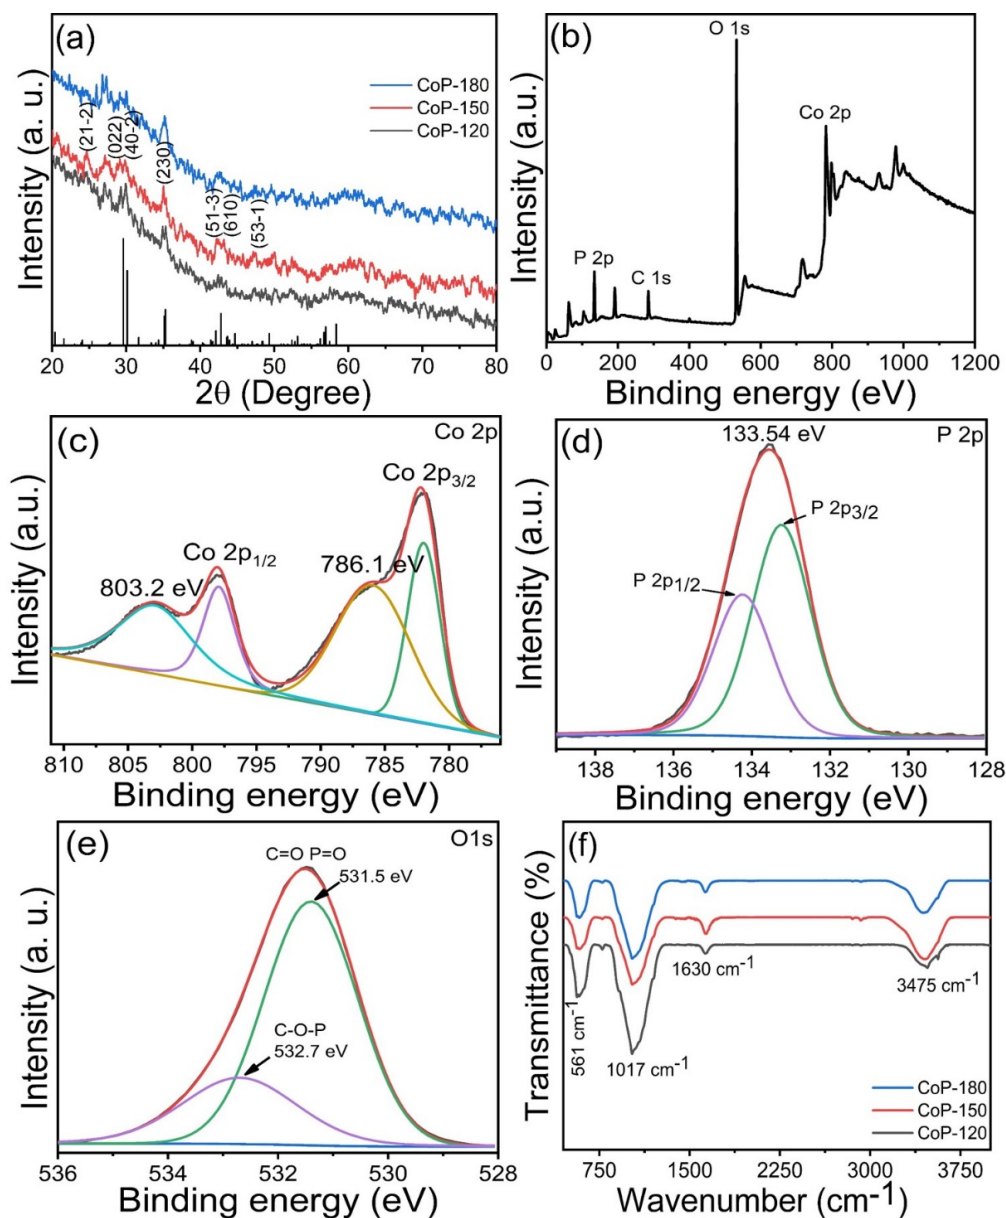 (a)
CoP-180
CoP-150
CoP-120
(21-2)
(022)
(40-2)
(230)
(51-3)
(610)
(53-1)
Intensity (a. u.)
20 30 40 50 60 70 80
2θ (Degree)
(b)
O 1s
Co 2p
P 2p
C 1s
Intensity (a.u.)
0 200 400 600 800 1000 1200
Binding energy (eV)
(c)
Co 2p
Co 2p3/2
Co 2p1/2
786.1 eV
803.2 eV
Intensity (a.u.)
810 805 800 795 790 785 780
Binding energy (eV)
(d)
133.54 eV
P 2p
P 2p3/2
P 2p1/2
Intensity (a.u.)
138 136 134 132 130 128
Binding energy (eV)
(e)
O1s
C=O P=O
531.5 eV
C-O-P
532.7 eV
Intensity (a. u.)
536 534 532 530 528
Binding energy (eV)
(f)
1630 cm-1
3475 cm-1
561 cm-1
1017 cm-1
CoP-180
CoP-150
CoP-120
Transmittance (%)
750 1500 2250 3000 3750
Wavenumber (cm-1)